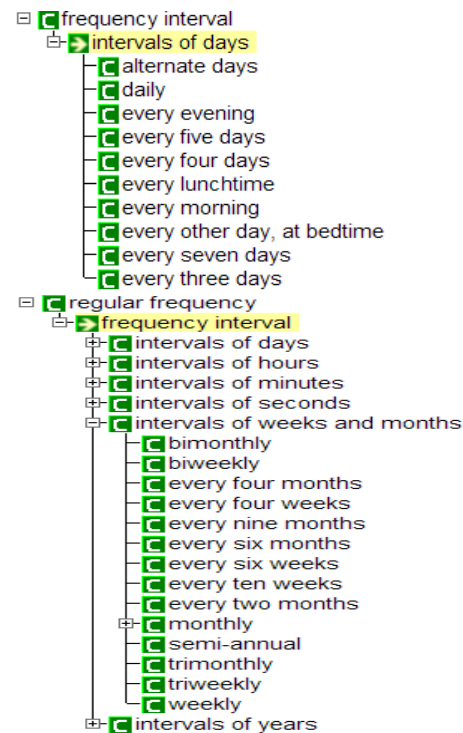 frequency interval
intervals of days
alternate days
daily
every evening
every five days
every four days
every lunchtime
every morning
every other day, at bedtime
every seven days
every three days
regular frequency
frequency interval
intervals of days
intervals of hours
intervals of minutes
intervals of seconds
intervals of weeks and months
bimonthly
biweekly
every four months
every four weeks
every nine months
every six months
every six weeks
every ten weeks
every two months
monthly
semi-annual
trimonthly
triweekly
weekly
intervals of years